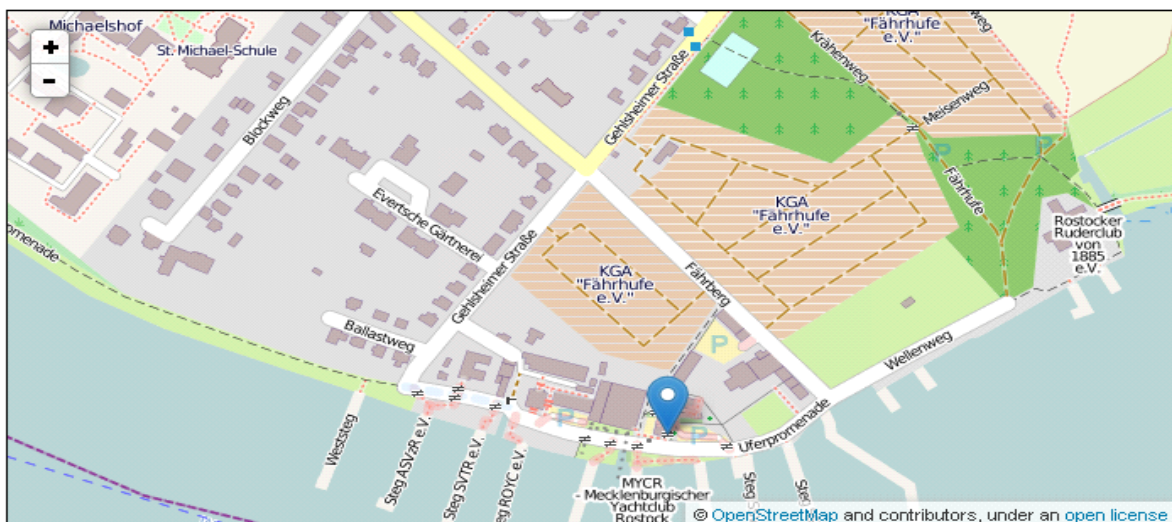 Michaelshof
St. Michael-Schule
+
-
Blockweg
Gehlsheimer Straße
KGA
"Fährhufe
e.V."
Krähenweg
Meisenweg
P
P
Fährhufe
Evertsche Gärtnerei
KGA
"Fährhufe
e.V."
Rostocker
Ruderclub
von
1885
e.V.
omenade
Gehlsheimer Straße
KGA
"Fährhufe
e.V."
Fährberg
Ballastweg
P
Wellenweg
P
P
Uferpromenade
Weststeg
Steg ASV2R e.V.
Steg SVTR e.V.
Steg ROYC e.V.
MYCR
- Mecklenburgischer
Yachtclub
Rostock
Steg
Steg
© OpenStreetMap and contributors, under an open license